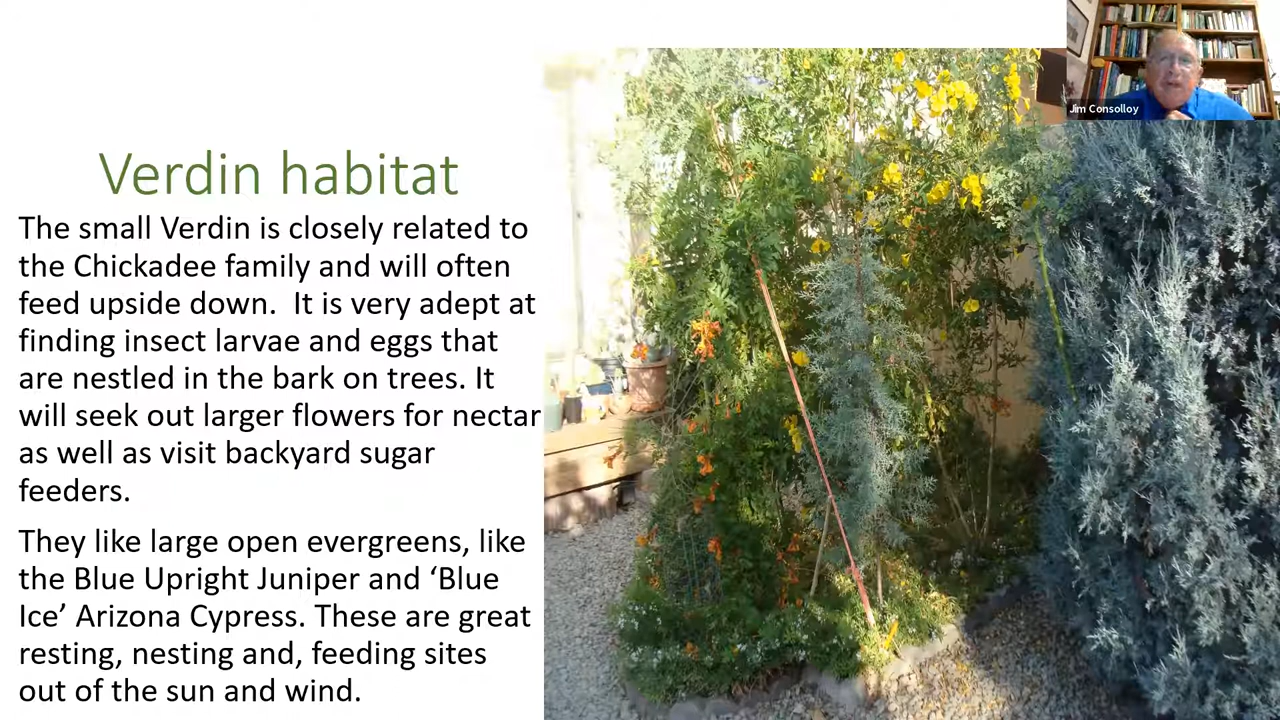 Jim Consolloy
Verdin habitat
The small Verdin is closely related to
the Chickadee family and will often
feed upside down.  It is very adept at
finding insect larvae and eggs that
are nestled in the bark on trees. It
will seek out larger flowers for nectar
as well as visit backyard sugar
feeders.
They like large open evergreens, like
the Blue Upright Juniper and ‘Blue
Ice’ Arizona Cypress. These are great
resting, nesting and, feeding sites
out of the sun and wind.